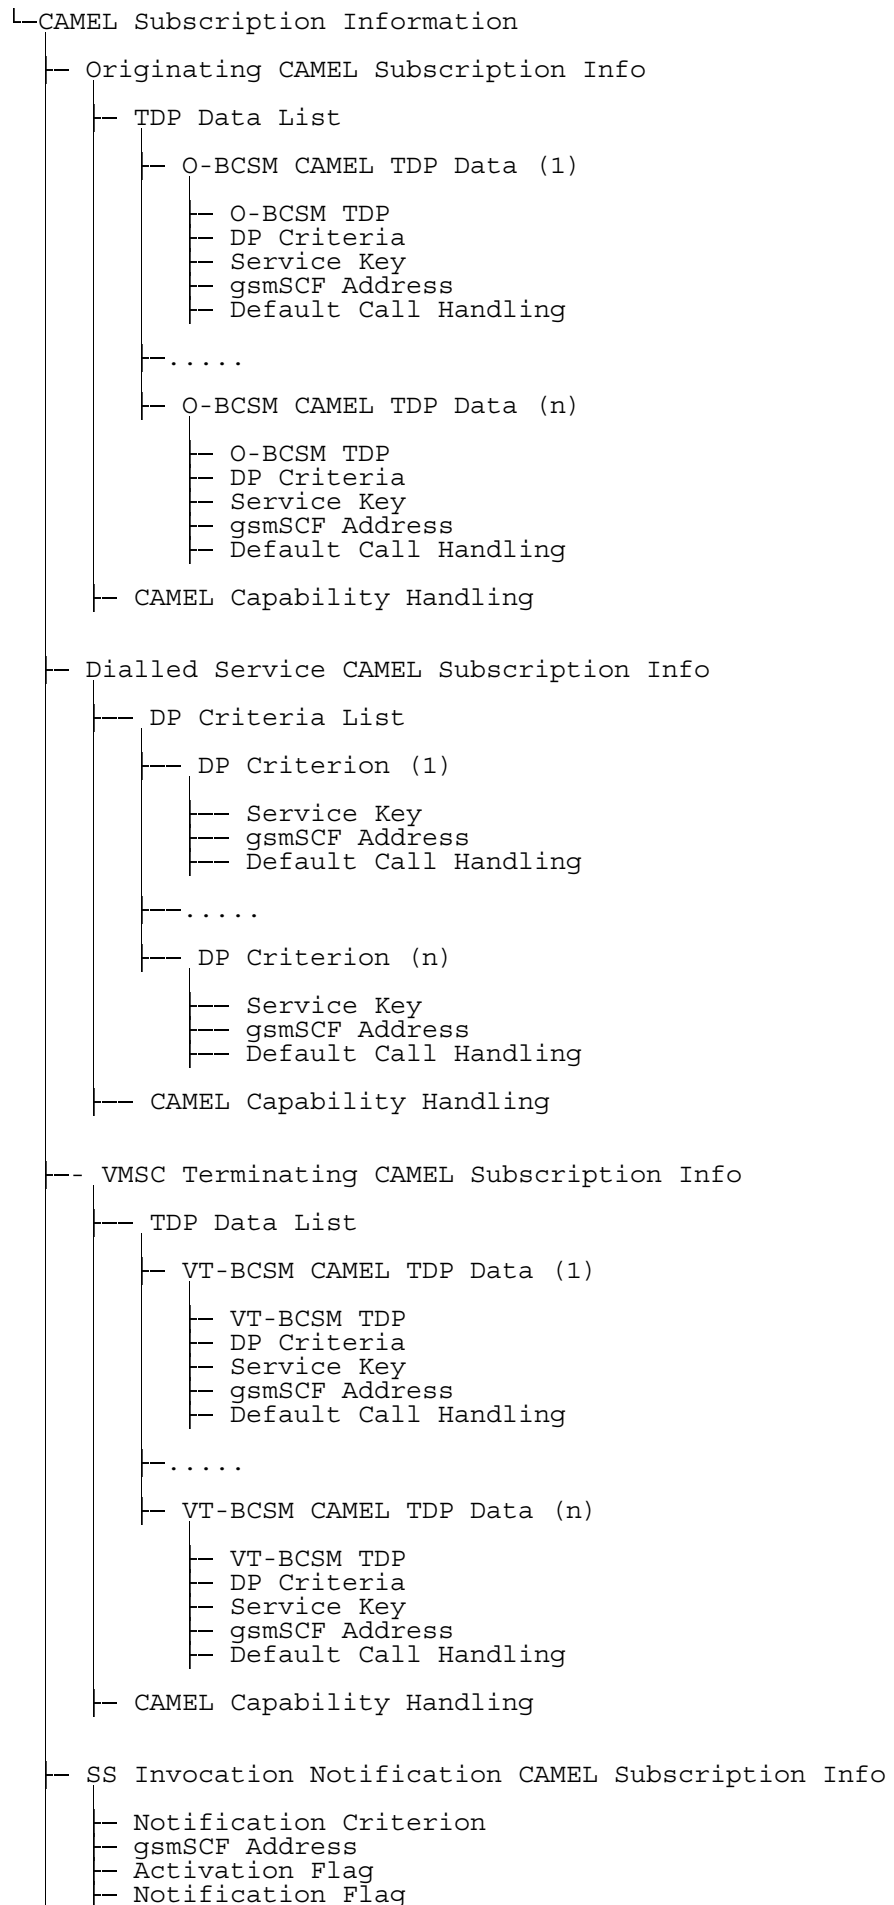 CAMEL Subscription Information
Originating CAMEL Subscription Info
TDP Data List
O-BCSM CAMEL TDP Data (1)
O-BCSM TDP
DP Criteria
Service Key
gsmSCF Address
Default Call Handling
.....
O-BCSM CAMEL TDP Data (n)
O-BCSM TDP
DP Criteria
Service Key
gsmSCF Address
Default Call Handling
CAMEL Capability Handling
Dialled Service CAMEL Subscription Info
DP Criteria List
DP Criterion (1)
Service Key
gsmSCF Address
Default Call Handling
.....
DP Criterion (n)
Service Key
gsmSCF Address
Default Call Handling
CAMEL Capability Handling
VMSC Terminating CAMEL Subscription Info
TDP Data List
VT-BCSM CAMEL TDP Data (1)
VT-BCSM TDP
DP Criteria
Service Key
gsmSCF Address
Default Call Handling
.....
VT-BCSM CAMEL TDP Data (n)
VT-BCSM TDP
DP Criteria
Service Key
gsmSCF Address
Default Call Handling
CAMEL Capability Handling
SS Invocation Notification CAMEL Subscription Info
Notification Criterion
gsmSCF Address
Activation Flag
Notification Flag